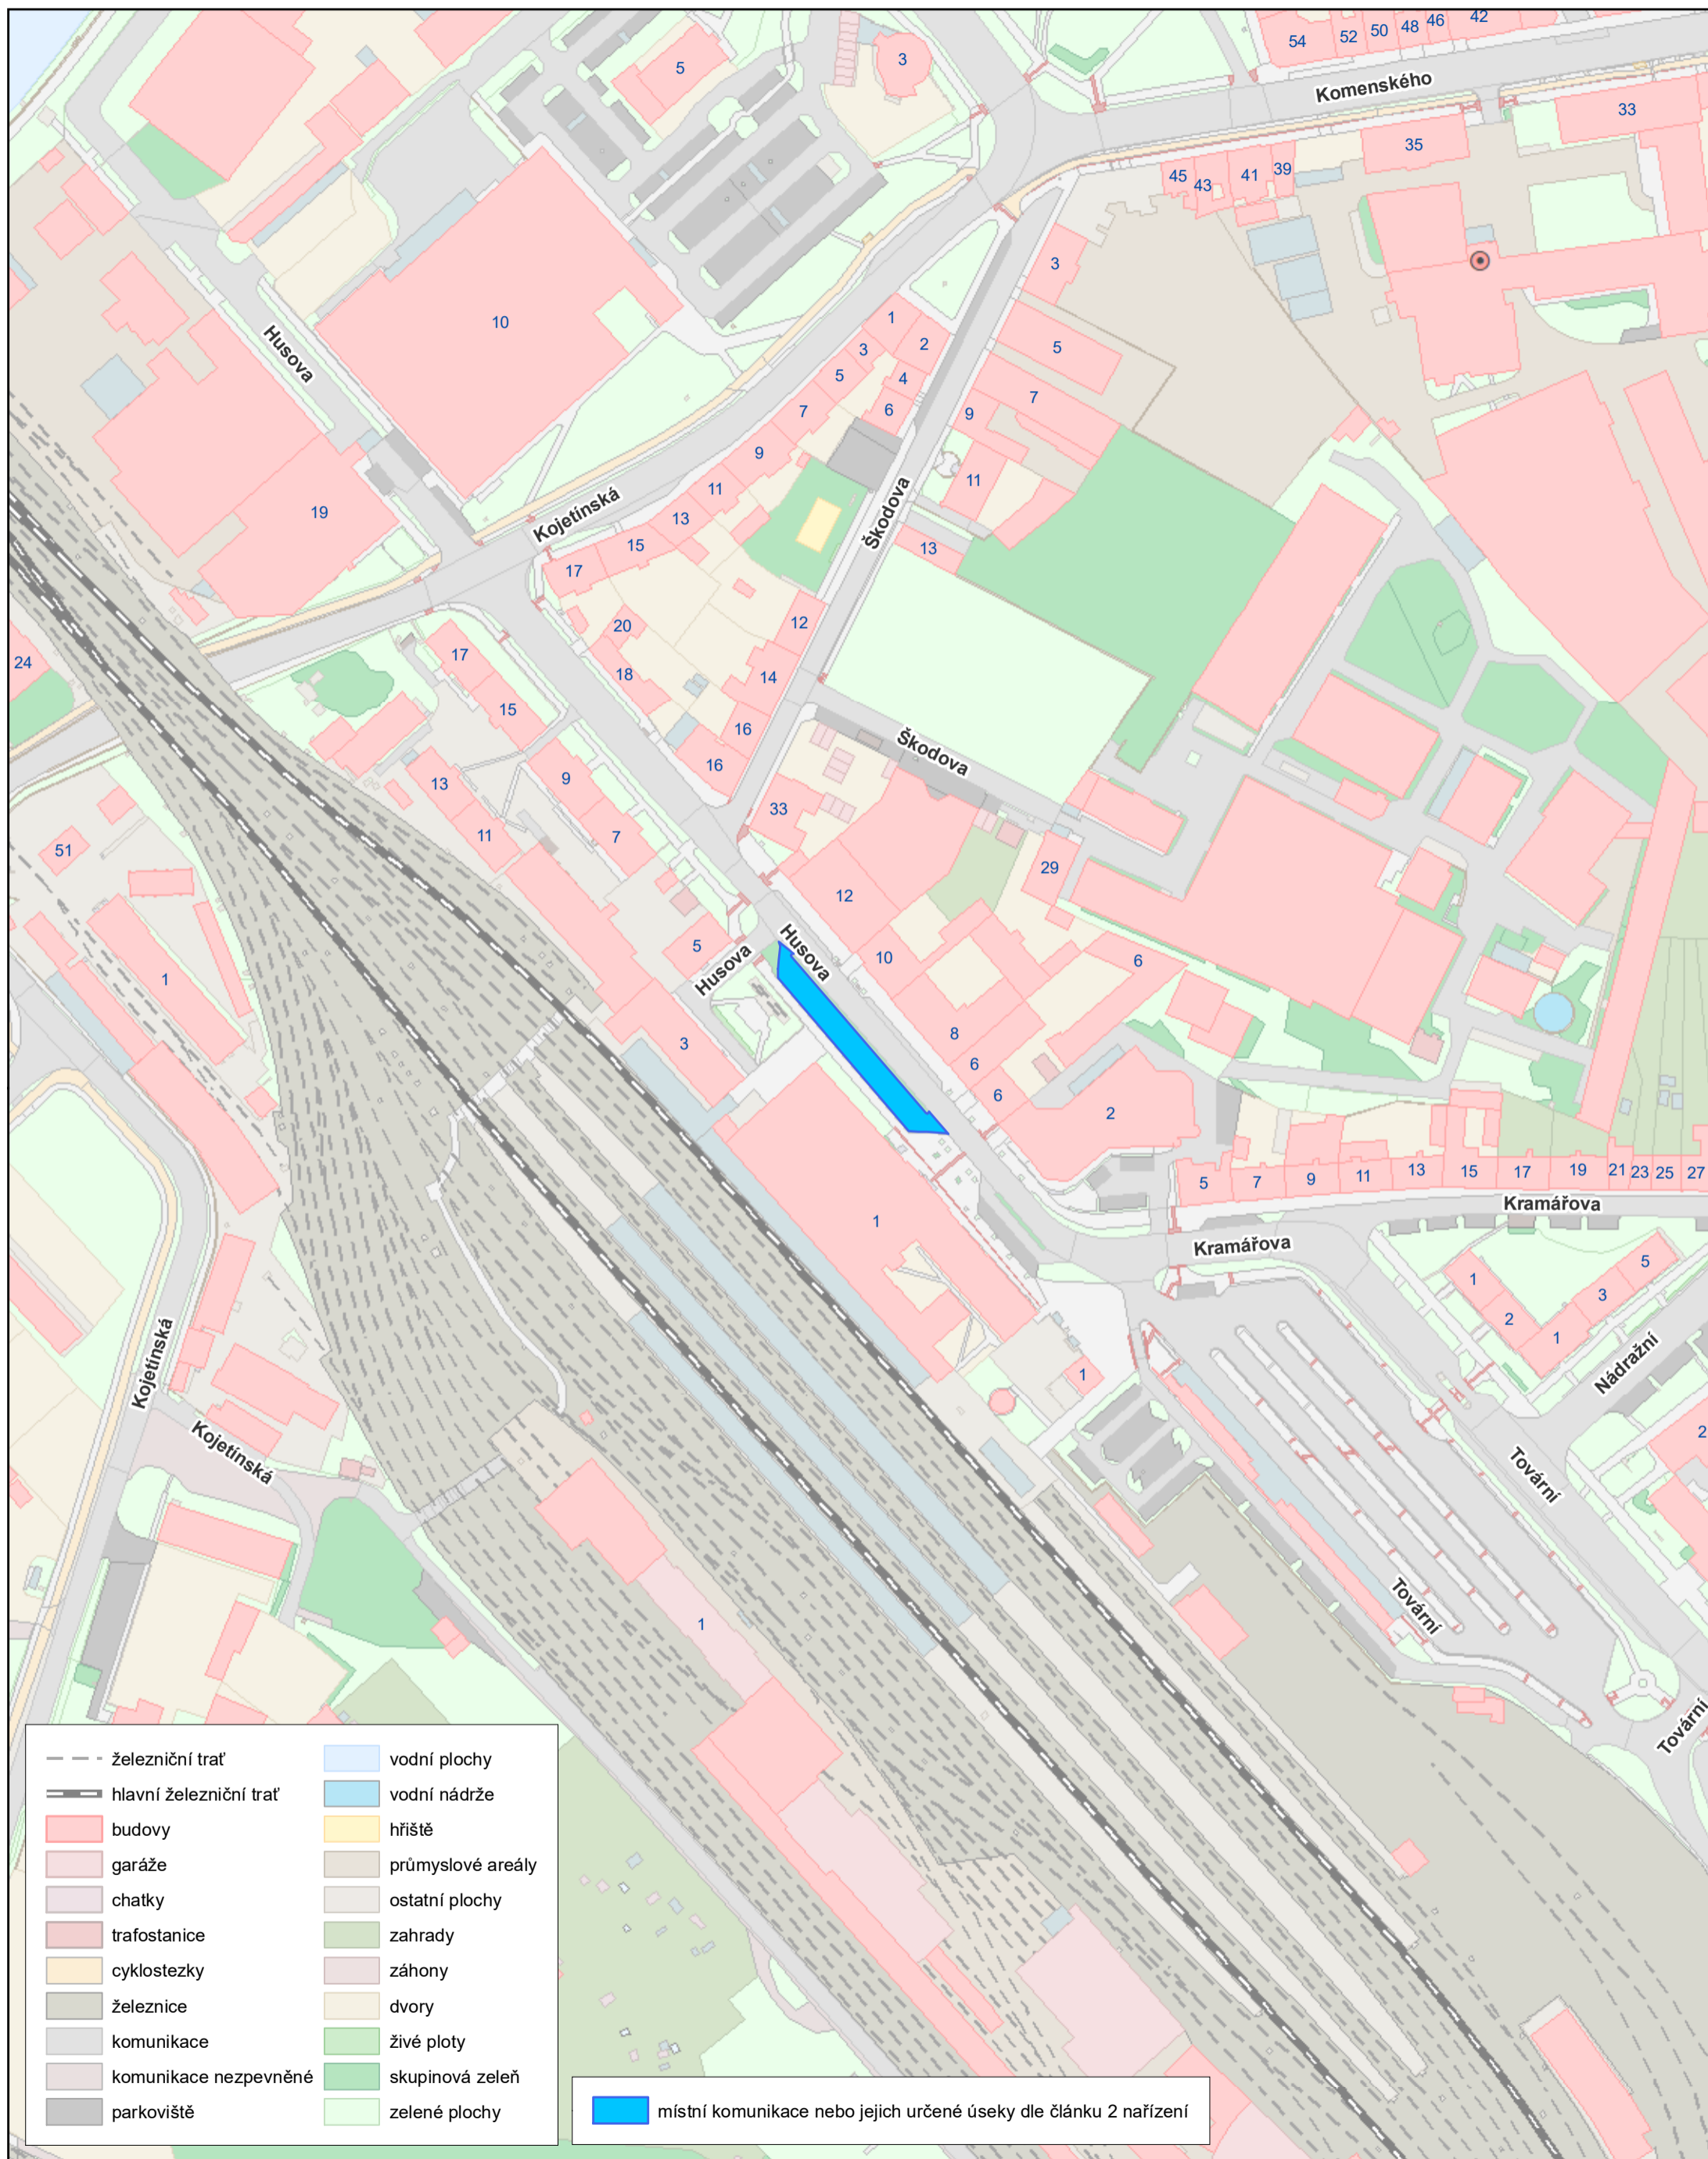 54
52
50
48
46
42
Komenského
5
3
33
35
45
43
41
39
3
Husova
10
1
3
2
5
4
5
7
6
7
9
9
11
11
Škodova
13
Kojetínská
15
13
19
17
20
12
24
17
18
14
15
16
Škodova
16
13
9
33
11
7
51
29
12
5
Husova
Husova
10
6
1
8
3
6
6
2
5
7
9
11
13
15
17
19
21
23
25
27
Kramářova
Kramářova
1
1
5
2
3
1
Nádražní
Kojetínská
1
2
Kojetínská
Tovární
Tovární
1
Tovární
železniční trať
hlavní železniční trať
budovy
garáže
chatky
trafostanice
cyklostezky
železnice
komunikace
komunikace nezpevněné
parkoviště
vodní plochy
vodní nádrže
hřiště
průmyslové areály
ostatní plochy
zahrady
záhony
dvory
živé ploty
skupinová zeleň
zelené plochy
místní komunikace nebo jejich určené úseky dle článku 2 nařízení